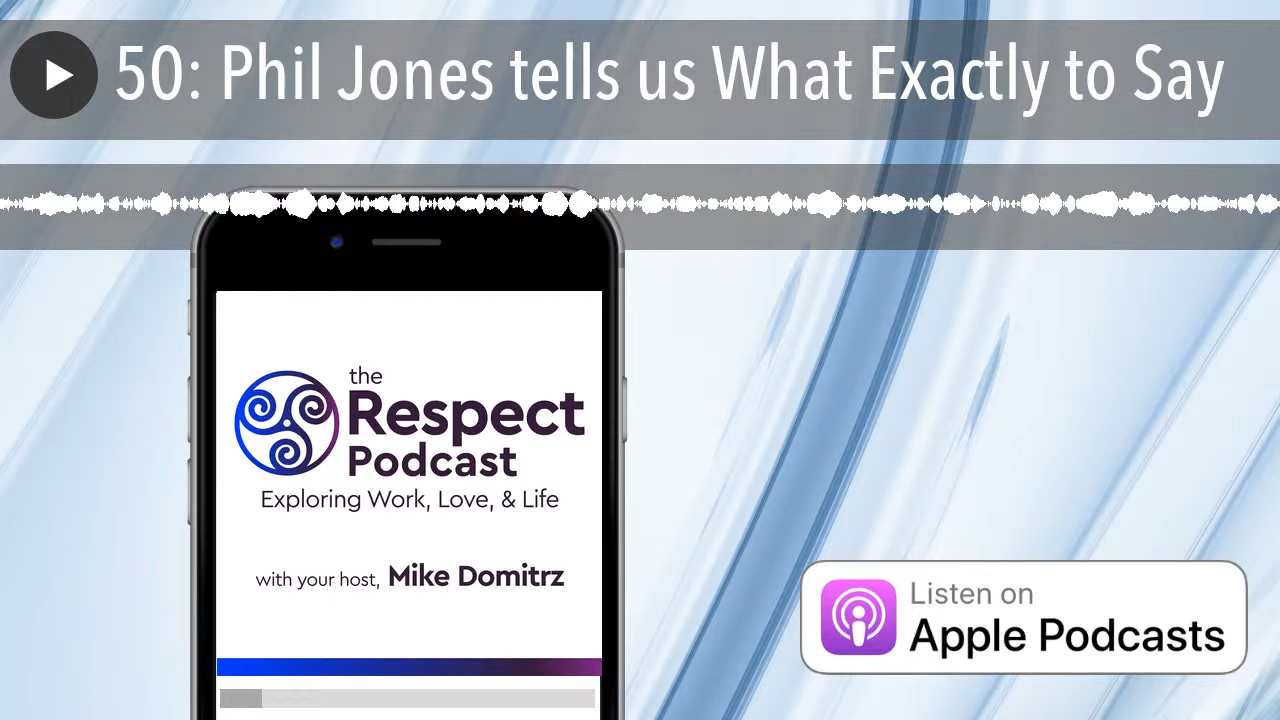 50: Phil Jones tells us What Exactly to Say
the
Respect
Podcast
Exploring Work, Love, & Life
with your host, Mike Domitrz
Listen on
Apple Podcasts